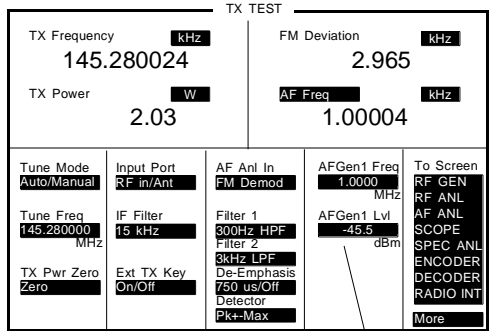 TX TEST
TX Frequency kHz
145.280024
FM Deviation kHz
2.965
TX Power W
2.03
AF Freq kHz
1.00004
Tune Mode
Auto/Manual
Tune Freq
145.280000
MHz
TX Pwr Zero
Zero
Input Port
RF in/Ant
IF Filter
15 kHz
Ext TX Key
On/Off
AF Anl In
FM Demod
Filter 1
300Hz HPF
Filter 2
3kHz LPF
De-Emphasis
750 us/Off
Detector
Pk+-Max
AFGen1 Freq
1.0000
MHz
AFGen1 Lvl
-45.5
dBm
To Screen
RF GEN
RF ANL
AF ANL
SCOPE
SPEC ANL
ENCODER
DECODER
RADIO INT
More